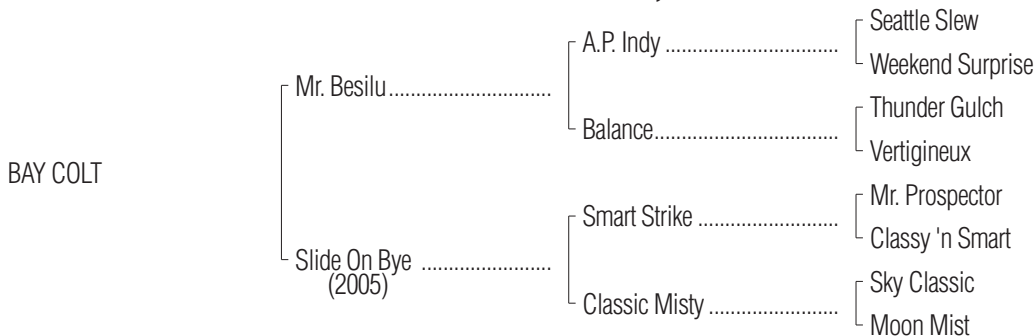 Seattle Slew
A.P. Indy ....................................
Weekend Surprise
Mr. Besilu..................................
Thunder Gulch
Balance.......................................
Vertigineux
BAY COLT
Mr. Prospector
Smart Strike .............................
Classy 'n Smart
Slide On Bye ...........................
(2005)
Sky Classic
Classic Misty ...........................
Moon Mist